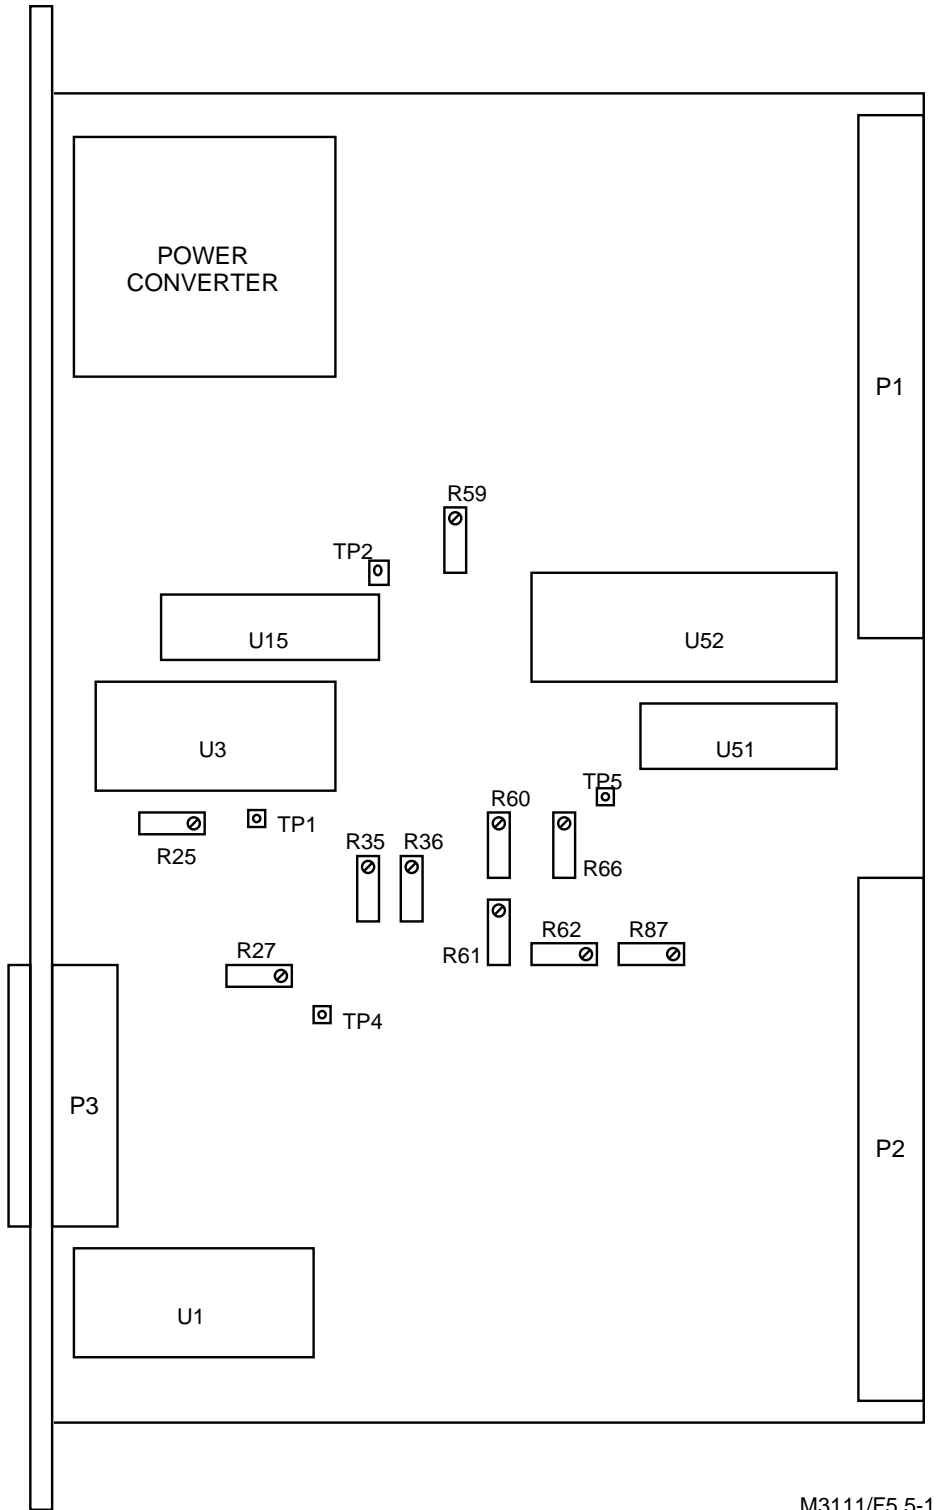 POWER
CONVERTER
P1
R59
TP2
U15
U52
U3
U51
TP5
R60
TP1
R25
R35
R36
R66
R62
R87
R61
R27
TP4
P3
P2
U1
M3111/F5.5-1